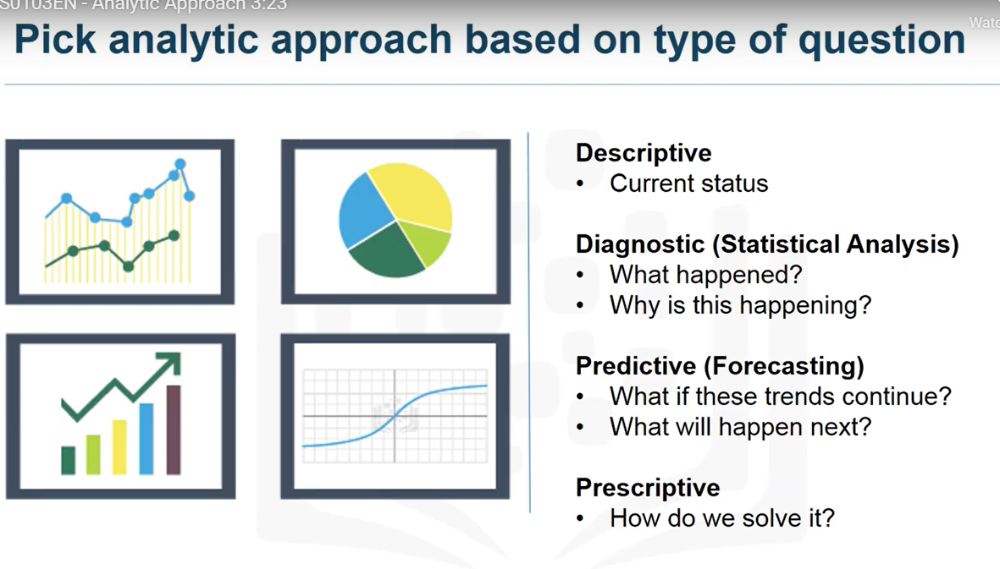 S0103EN - Analytic Approach 3:23
Watc
Pick analytic approach based on type of question
Descriptive
• Current status
Diagnostic (Statistical Analysis)
• What happened?
• Why is this happening?
Predictive (Forecasting)
• What if these trends continue?
• What will happen next?
Prescriptive
• How do we solve it?